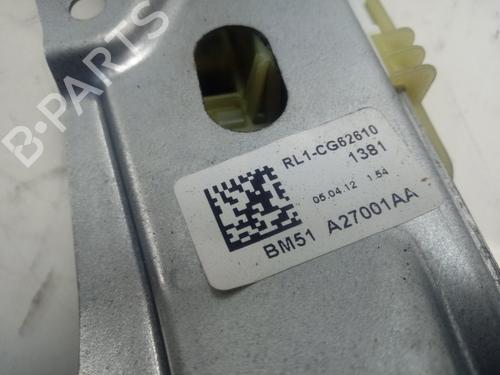 B-PARTS
RL1-CG62610
1381
05.04.12 1.54
BM51 A27001AA